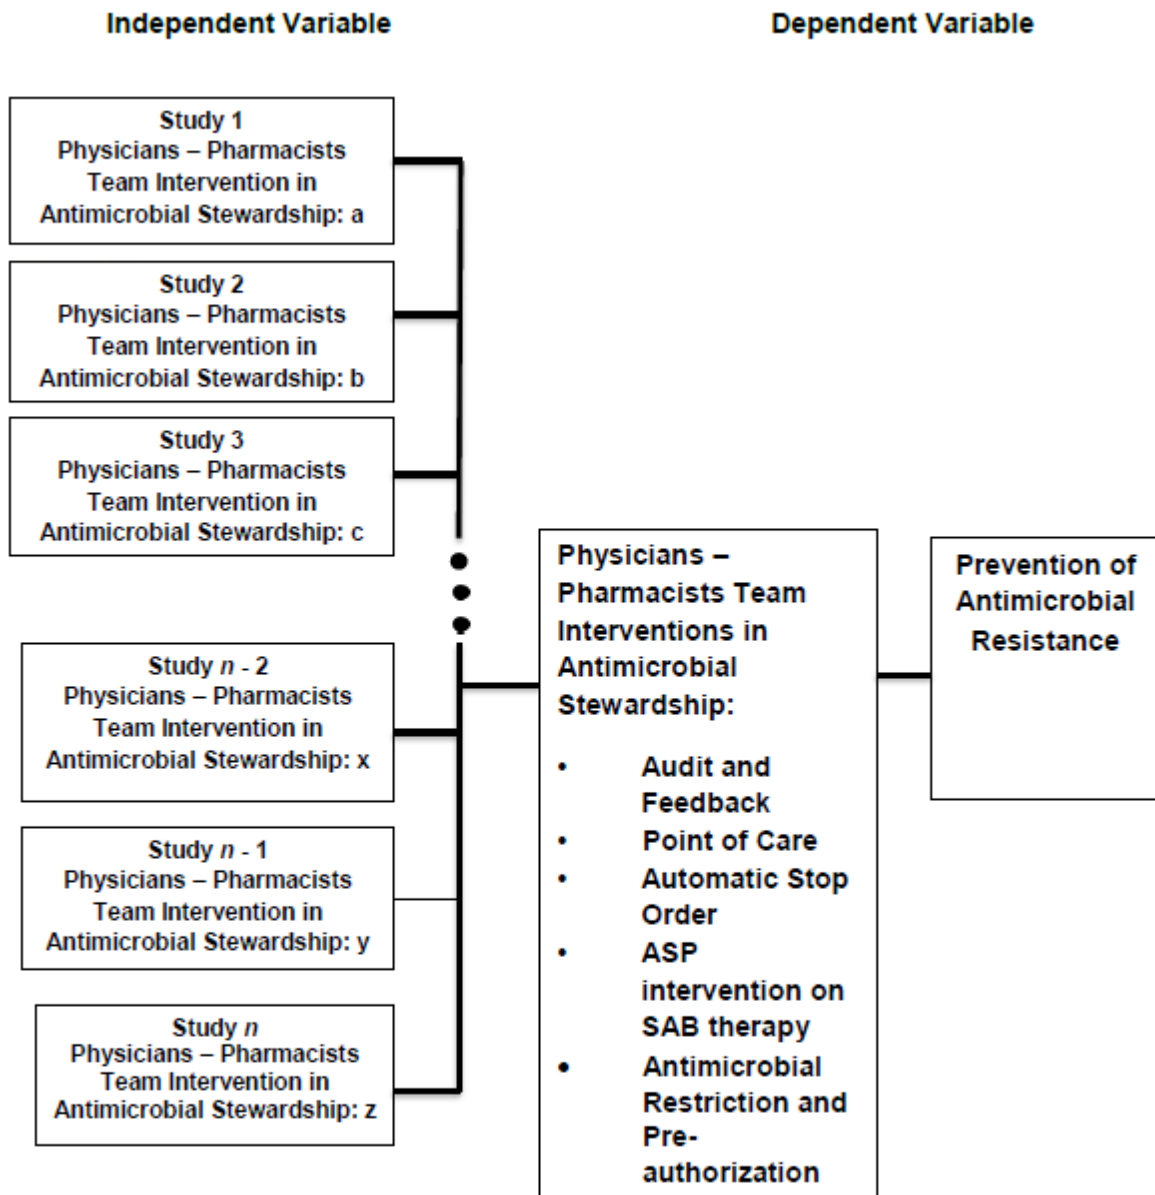 Independent Variable
Dependent Variable
Study 1
Physicians – Pharmacists
Team Intervention in
Antimicrobial Stewardship: a
Study 2
Physicians – Pharmacists
Team Intervention in
Antimicrobial Stewardship: b
Study 3
Physicians – Pharmacists
Team Intervention in
Antimicrobial Stewardship: c
Study n - 2
Physicians – Pharmacists
Team Intervention in
Antimicrobial Stewardship: x
Study n - 1
Physicians – Pharmacists
Team Intervention in
Antimicrobial Stewardship: y
Study n
Physicians – Pharmacists
Team Intervention in
Antimicrobial Stewardship: z
Physicians –
Pharmacists Team
Interventions in
Antimicrobial
Stewardship:
• Audit and
Feedback
• Point of Care
• Automatic Stop
Order
• ASP
intervention on
SAB therapy
• Antimicrobial
Restriction and
Pre-
authorization
Prevention of
Antimicrobial
Resistance